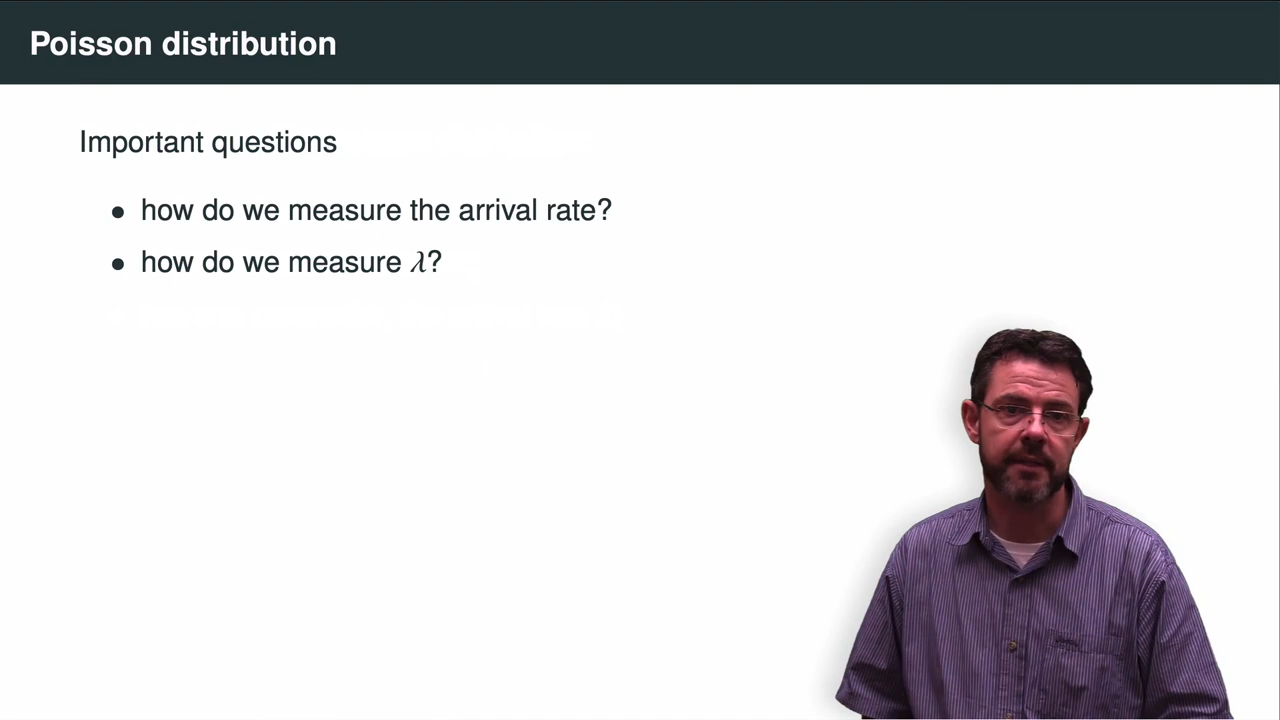 Poisson distribution
Important questions
• how do we measure the arrival rate?
• how do we measure λ?